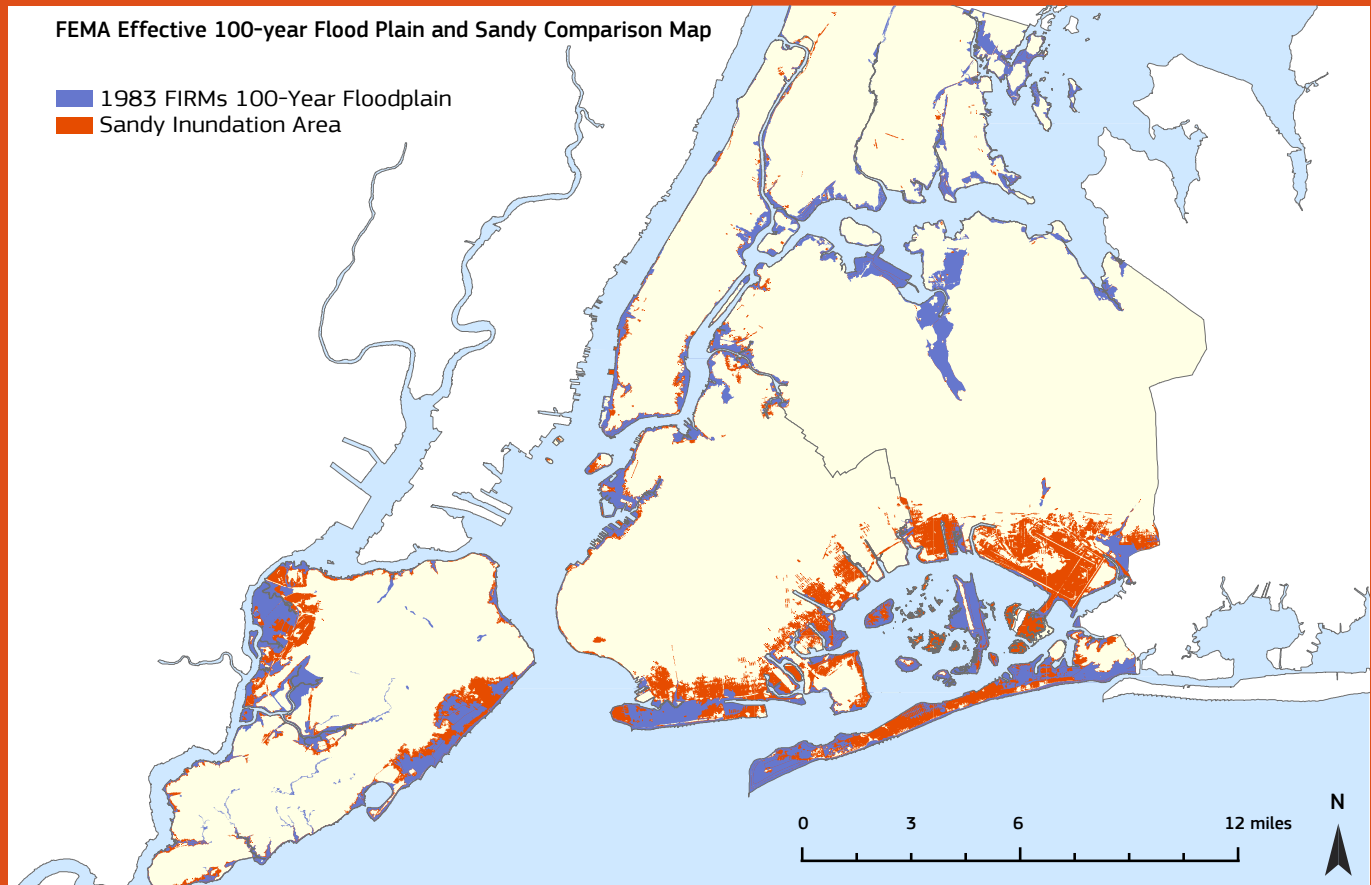 FEMA Effective 100-year Flood Plain and Sandy Comparison Map
1983 FIRMs 100-Year Floodplain
Sandy Inundation Area
N
0 3 6 12 miles